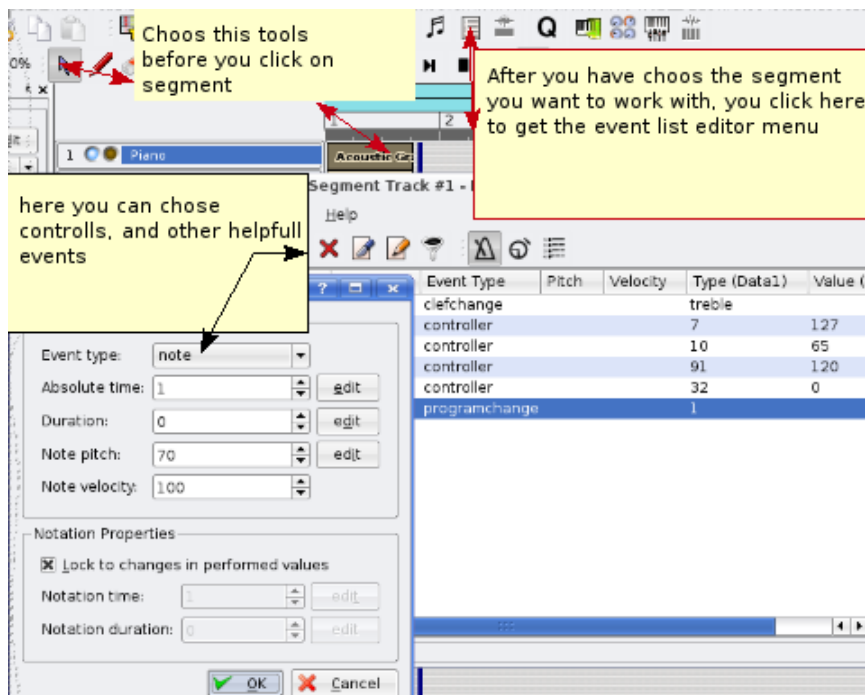 Choos this tools
before you click on
segment
Q
0%
After you have choos the segment
you want to work with, you click here
to get the event list editor menu
1
2
1 Piano
Acoustic Gr
here you can chose
controlls, and other helpfull
events
Segment Track #1 -
Help
Event Type Pitch Velocity Type (Data1) Value (
clefchange treble
controller 7 127
controller 10 65
controller 91 120
controller 32 0
programchange 1
Event type: note
Absolute time: 1 edit
Duration: 0 edit
Note pitch: 70 edit
Note velocity: 100
Notation Properties
Lock to changes in performed values
Notation time: 1 edit
Notation duration: 0 edit
OK Cancel